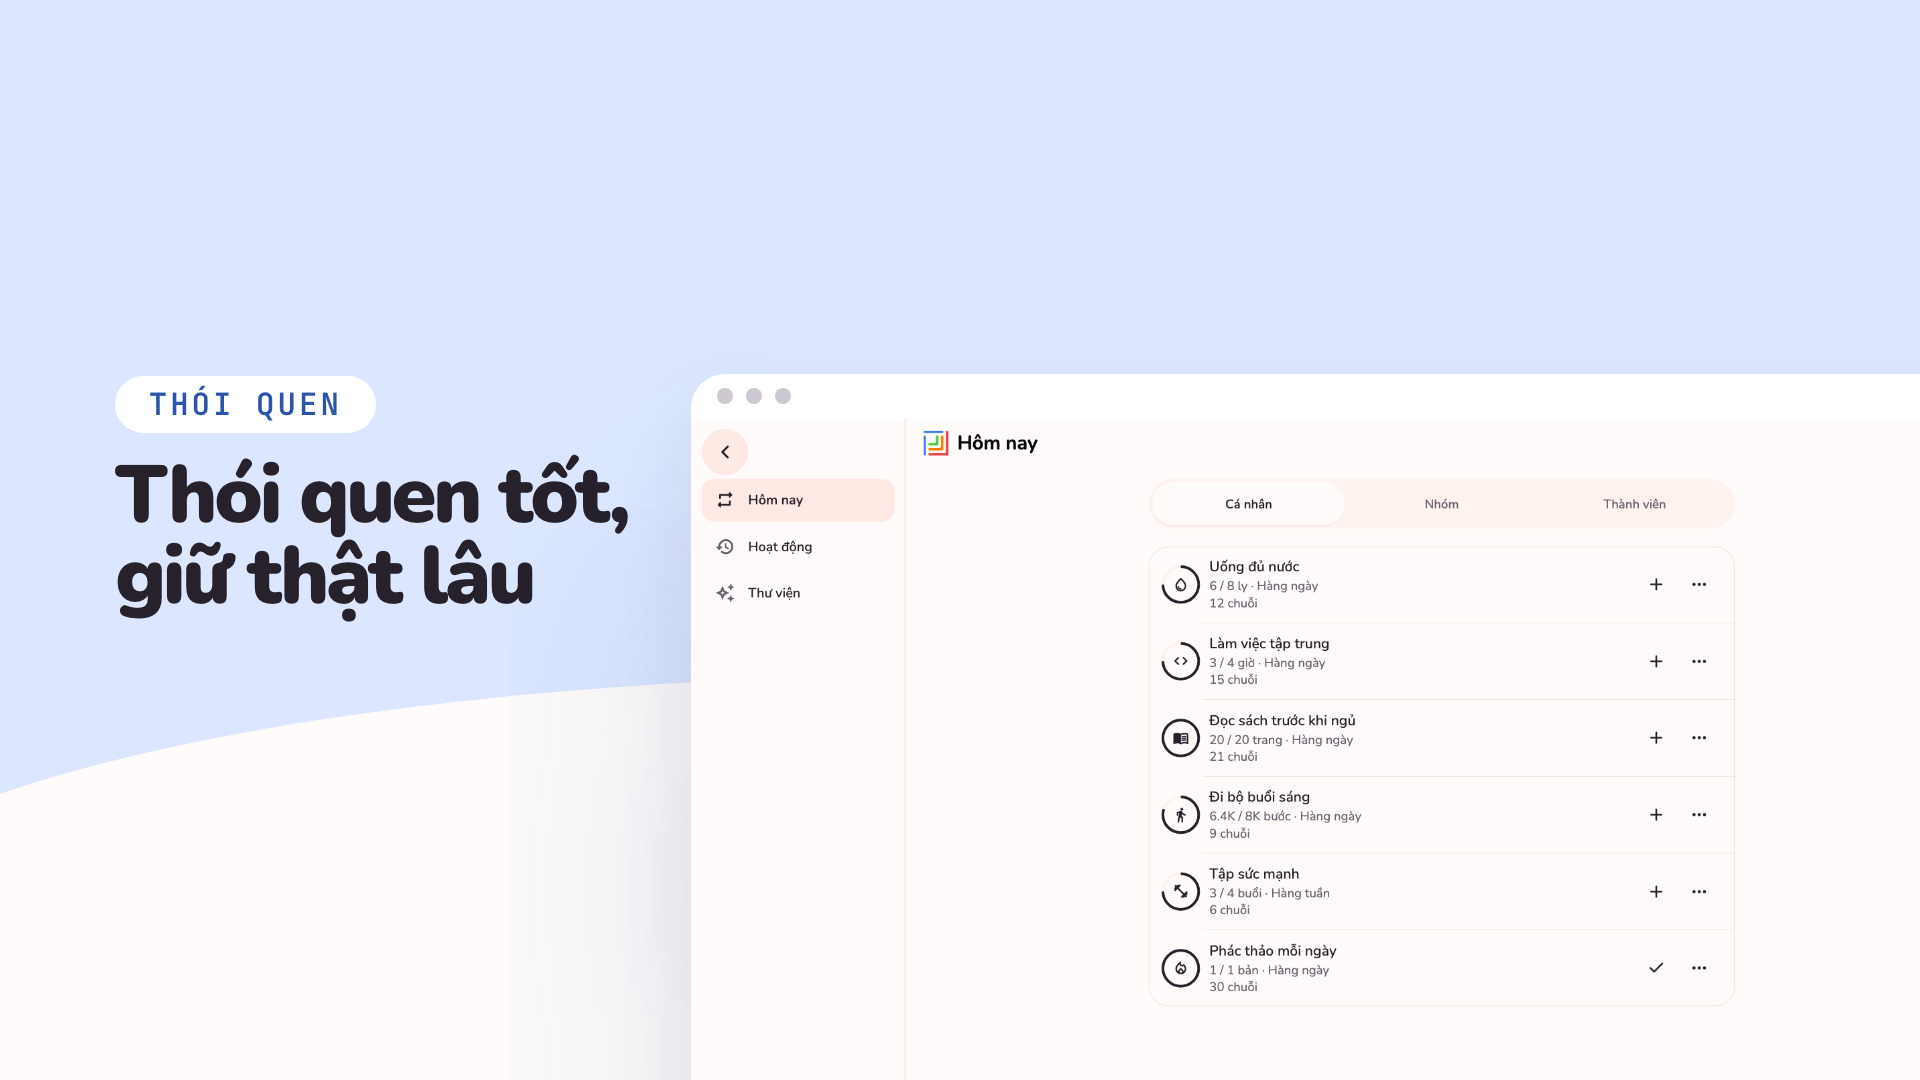 THÓI QUEN
Thói quen tốt,
giữ thật lâu
Hôm nay
Hoạt động
Thư viện
Hôm nay
Cá nhân
Nhóm
Thành viên
Uống đủ nước
6 / 8 ly · Hàng ngày
12 chuỗi
Làm việc tập trung
3 / 4 giờ · Hàng ngày
15 chuỗi
Đọc sách trước khi ngủ
20 / 20 trang · Hàng ngày
21 chuỗi
Đi bộ buổi sáng
6.4K / 8K bước · Hàng ngày
9 chuỗi
Tập sức mạnh
3 / 4 buổi · Hàng tuần
6 chuỗi
Phác thảo mỗi ngày
1 / 1 bản · Hàng ngày
30 chuỗi